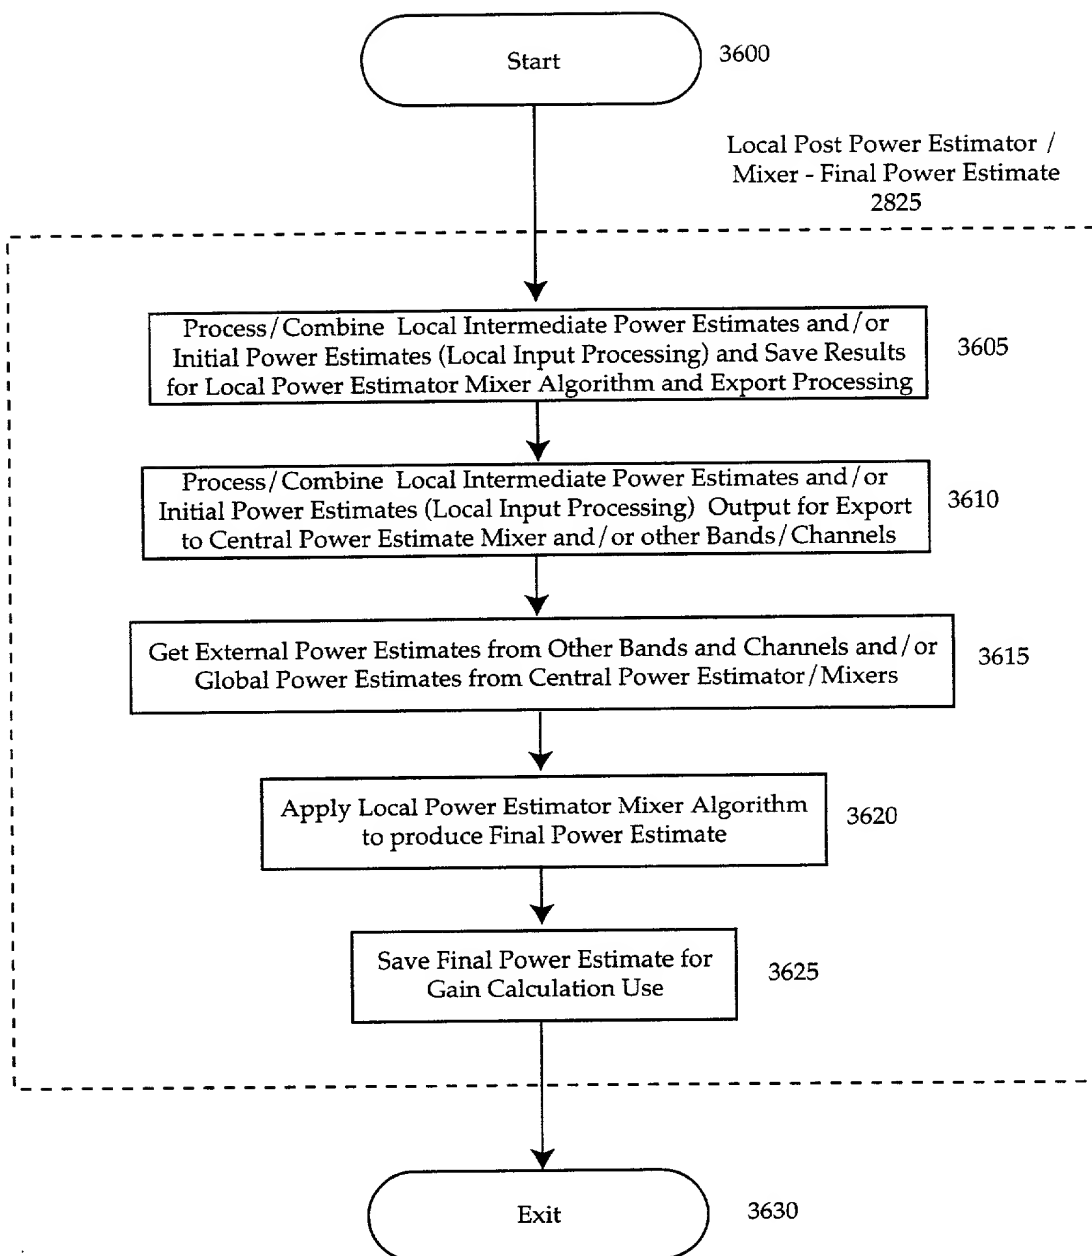 Start
3600
Local Post Power Estimator /
Mixer - Final Power Estimate
2825
Process/Combine Local Intermediate Power Estimates and/or
Initial Power Estimates (Local Input Processing) and Save Results
for Local Power Estimator Mixer Algorithm and Export Processing
3605
Process/Combine Local Intermediate Power Estimates and/or
Initial Power Estimates (Local Input Processing) Output for Export
to Central Power Estimate Mixer and/or other Bands/Channels
3610
Get External Power Estimates from Other Bands and Channels and/or
Global Power Estimates from Central Power Estimator/Mixers
3615
Apply Local Power Estimator Mixer Algorithm
to produce Final Power Estimate
3620
Save Final Power Estimate for
Gain Calculation Use
3625
Exit
3630